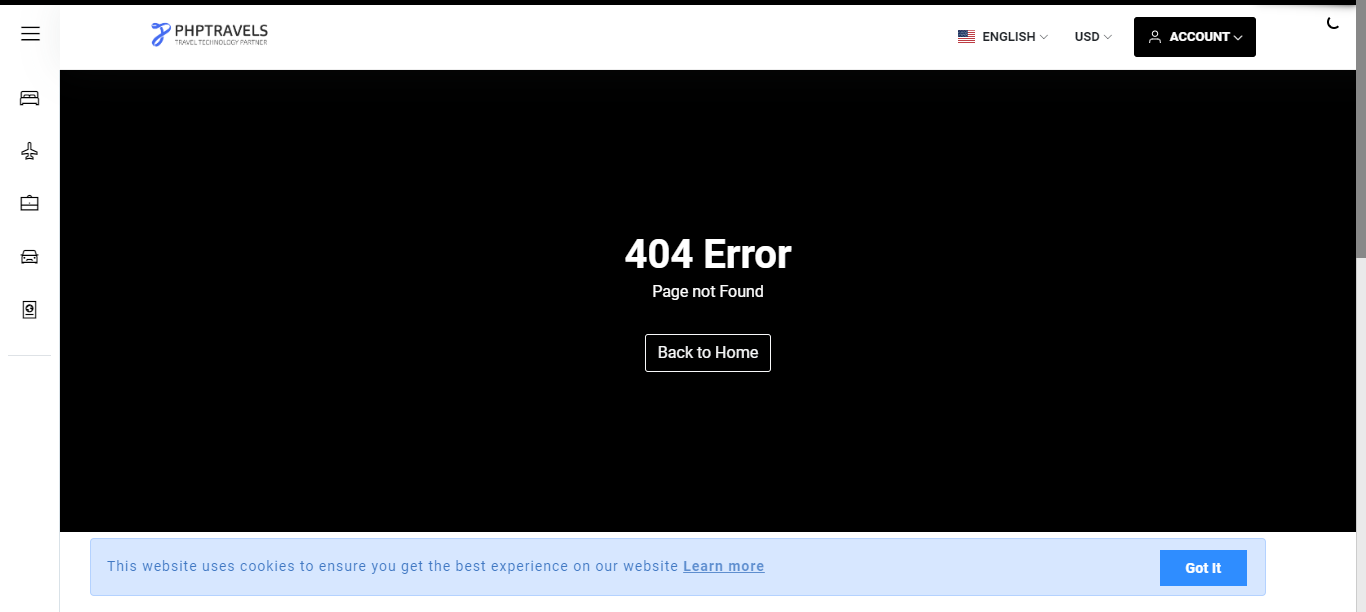 PHPTRAVELS
TRAVEL TECHNOLOGY PARTNER
ENGLISH
USD
ACCOUNT
404 Error
Page not Found
Back to Home
This website uses cookies to ensure you get the best experience on our website Learn more
Got It